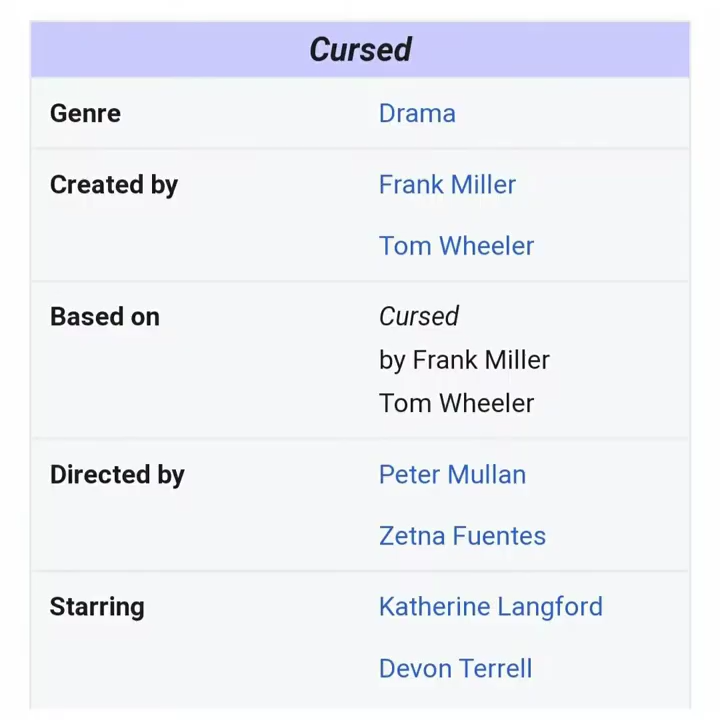 Cursed
Genre Drama
Created by Frank Miller
Tom Wheeler
Based on Cursed
by Frank Miller
Tom Wheeler
Directed by Peter Mullan
Zetna Fuentes
Starring Katherine Langford
Devon Terrell